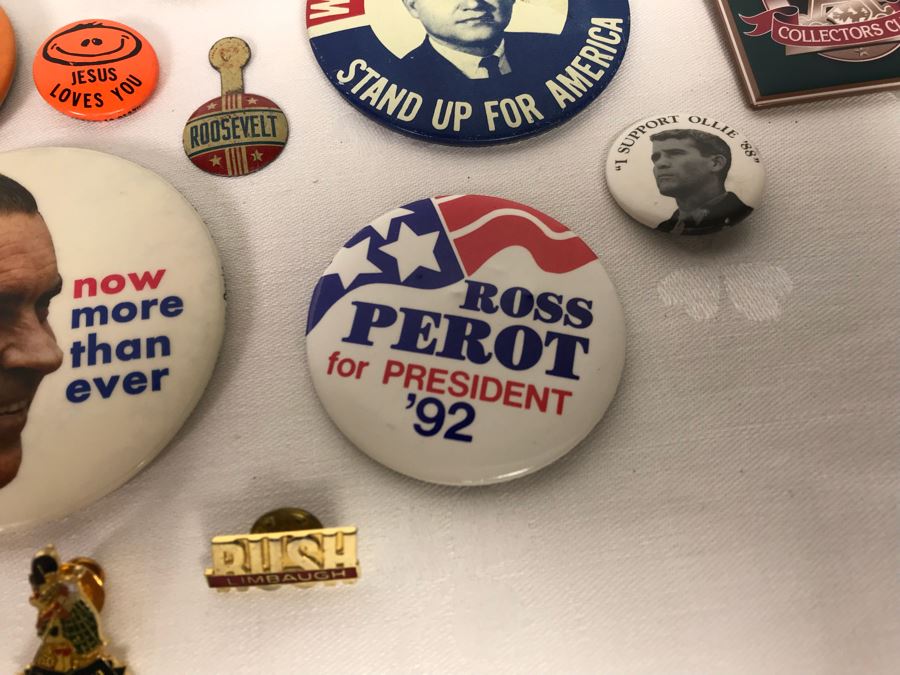 JESUS
LOVES YOU
ROOSEVELT
STAND UP FOR AMERICA
COLLECTORS
"I SUPPORT OLLIE '88"
now
more
than
ever
ROSS
PEROT
for PRESIDENT
'92
RUSH
LIMBAUGH